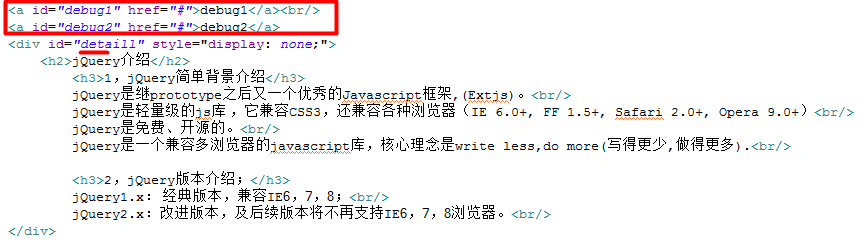 <a id="debug1" href="#">debug1</a><br/>
<a id="debug2" href="#">debug2</a>
<div id="detail1" style="display: none;">
<h2>jQuery介绍</h2>
<h3>1，jQuery简单背景介绍</h3>
jQuery是继prototype之后又一个优秀的Javascript框架,(Extjs)。<br/>
jQuery是轻量级的js库 ，它兼容CSS3，还兼容各种浏览器（IE 6.0+, FF 1.5+, Safari 2.0+, Opera 9.0+）<br/>
jQuery是免费、开源的。<br/>
jQuery是一个兼容多浏览器的javascript库，核心理念是write less,do more(写得更少,做得更多).<br/>
<h3>2，jQuery版本介绍；</h3>
jQuery1.x：经典版本，兼容IE6，7，8；<br/>
jQuery2.x：改进版本，及后续版本将不再支持IE6，7，8浏览器。<br/>
</div>